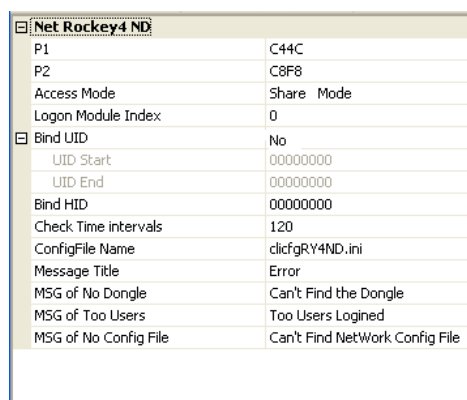 Net Rockey4 ND
P1 C44C
P2 C8F8
Access Mode Share Mode
Logon Module Index 0
Bind UID No
UID Start 00000000
UID End 00000000
Bind HID 00000000
Check Time intervals 120
ConfigFile Name clicfgRY4ND.ini
Message Title Error
MSG of No Dongle Can't Find the Dongle
MSG of Too Users Too Users Logined
MSG of No Config File Can't Find NetWork Config File